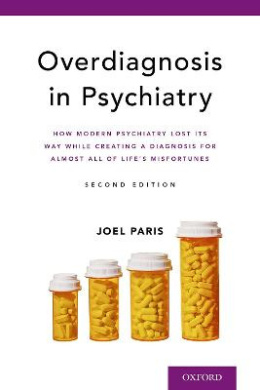 Overdiagnosis
in Psychiatry
HOW MODERN PSYCHIATRY LOST ITS
WAY WHILE CREATING A DIAGNOSIS FOR
ALMOST ALL OF LIFE'S MISFORTUNES
SECOND EDITION
JOEL PARIS
OXFORD